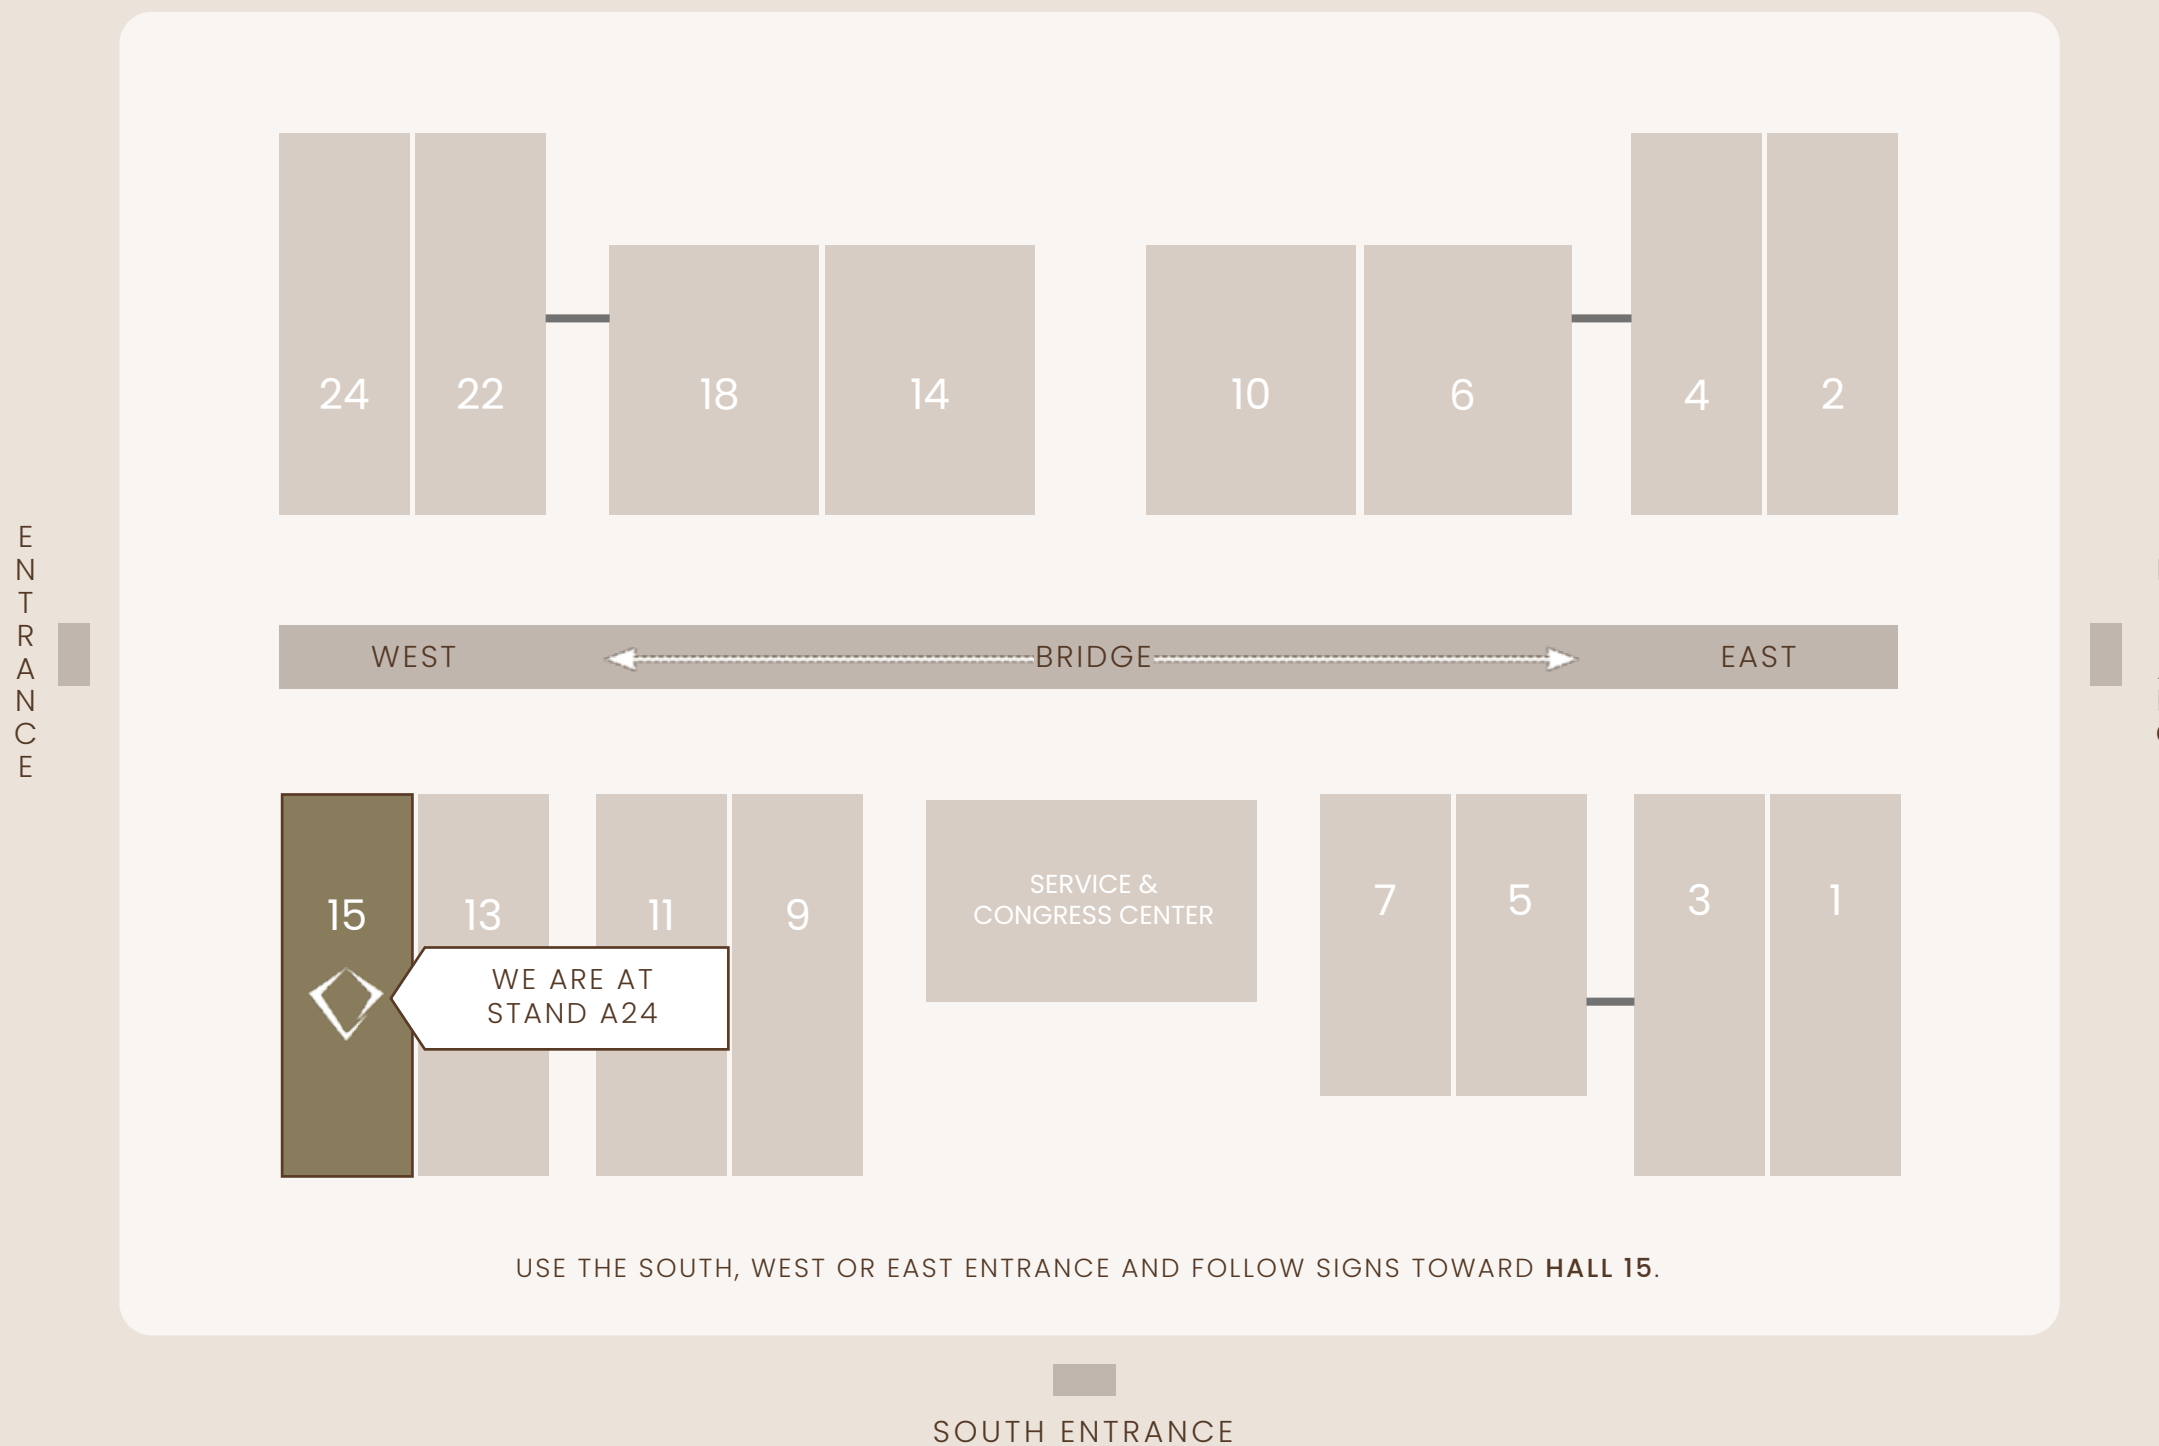 24 22 18 14 10 6 4 2
ENTRANCE
WEST BRIDGE EAST
15 13 11 9
SERVICE &
CONGRESS CENTER
7 5 3 1
WE ARE AT
STAND A24
USE THE SOUTH, WEST OR EAST ENTRANCE AND FOLLOW SIGNS TOWARD HALL 15.
SOUTH ENTRANCE